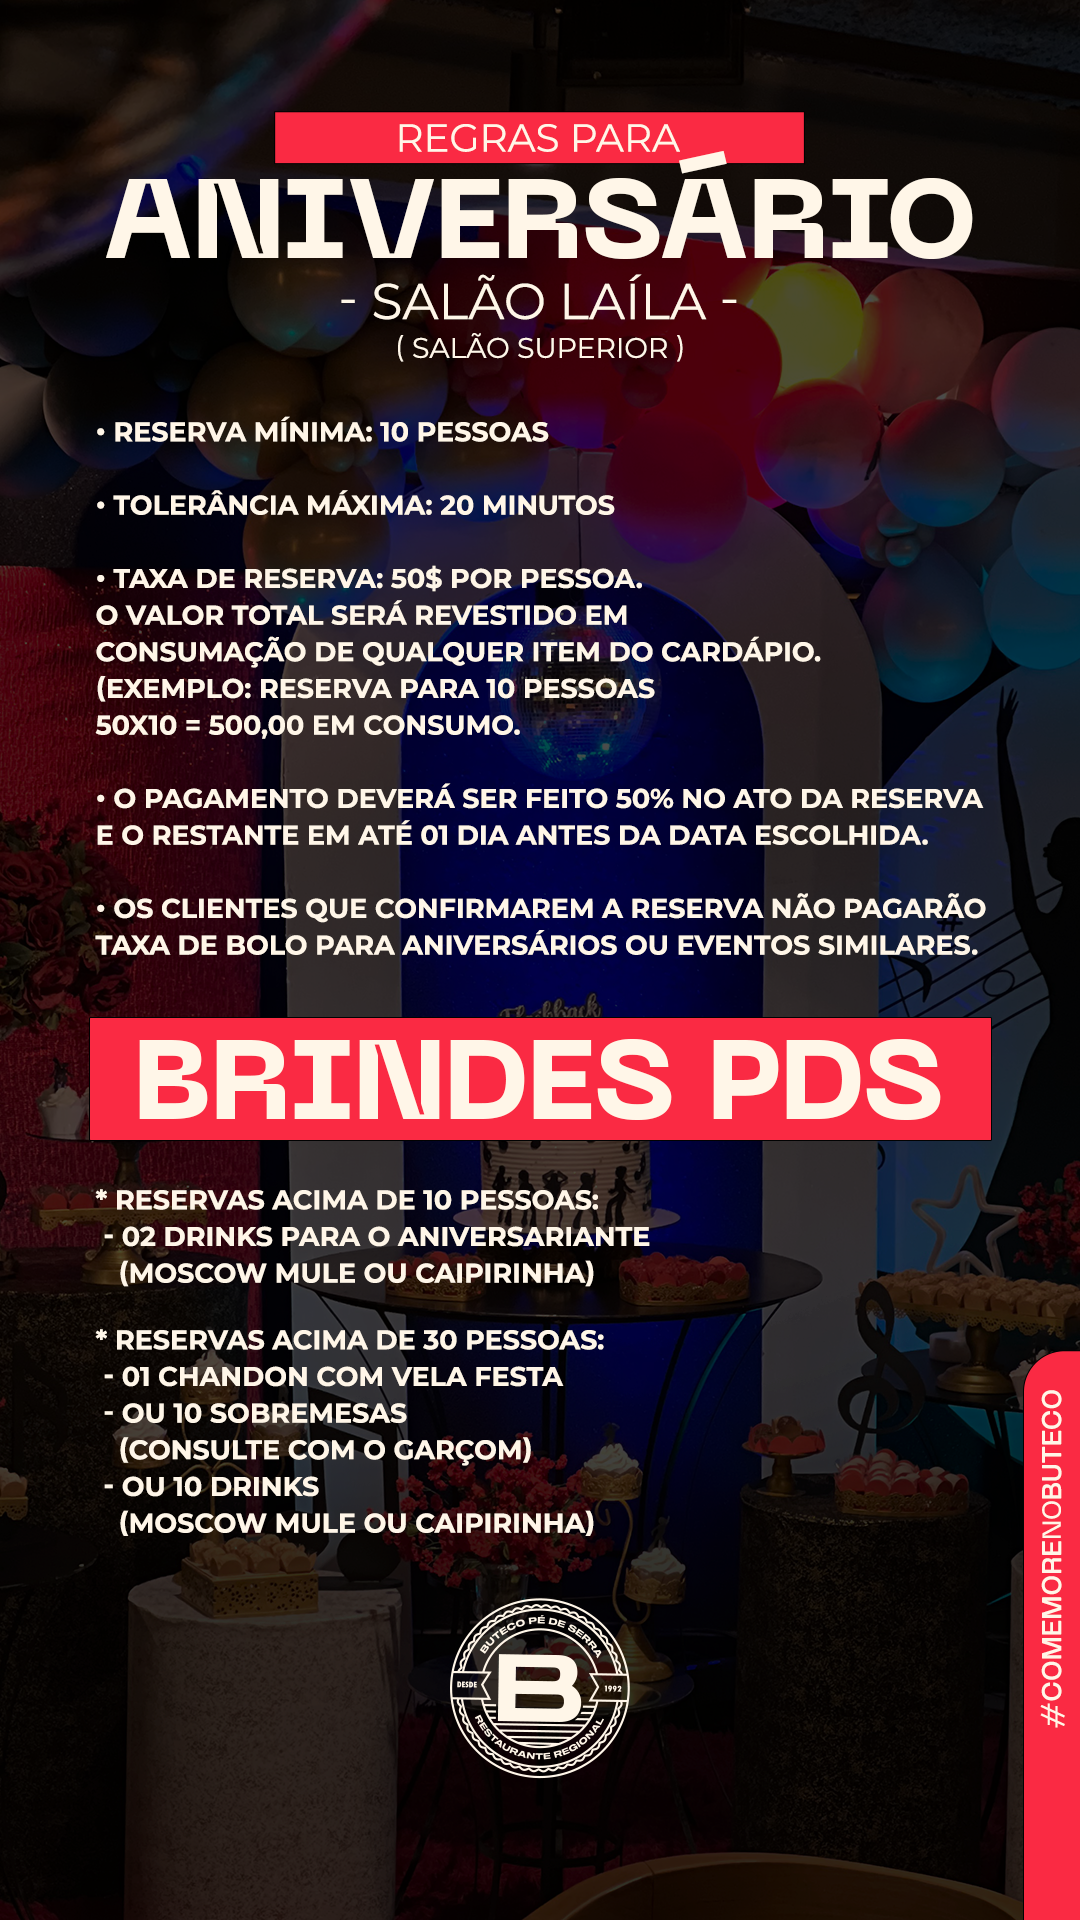 REGRAS PARA
ANIVERSÁRIO
- SALÃO LAÍLA -
( SALÃO SUPERIOR )
• RESERVA MÍNIMA: 10 PESSOAS
• TOLERÂNCIA MÁXIMA: 20 MINUTOS
• TAXA DE RESERVA: 50$ POR PESSOA.
O VALOR TOTAL SERÁ REVESTIDO EM
CONSUMAÇÃO DE QUALQUER ITEM DO CARDÁPIO.
(EXEMPLO: RESERVA PARA 10 PESSOAS
50X10 = 500,00 EM CONSUMO.
• O PAGAMENTO DEVERÁ SER FEITO 50% NO ATO DA RESERVA
E O RESTANTE EM ATÉ 01 DIA ANTES DA DATA ESCOLHIDA.
• OS CLIENTES QUE CONFIRMAREM A RESERVA NÃO PAGARÃO
TAXA DE BOLO PARA ANIVERSÁRIOS OU EVENTOS SIMILARES.
Flashback
BRINDES PDS
* RESERVAS ACIMA DE 10 PESSOAS:
- 02 DRINKS PARA O ANIVERSARIANTE
(MOSCOW MULE OU CAIPIRINHA)
* RESERVAS ACIMA DE 30 PESSOAS:
- 01 CHANDON COM VELA FESTA
- OU 10 SOBREMESAS
(CONSULTE COM O GARÇOM)
- OU 10 DRINKS
(MOSCOW MULE OU CAIPIRINHA)
#COMEMORENOBUTECO
BUTECO PÉ DE SERRA
DESDE
B
1992
RESTAURANTE REGIONAL